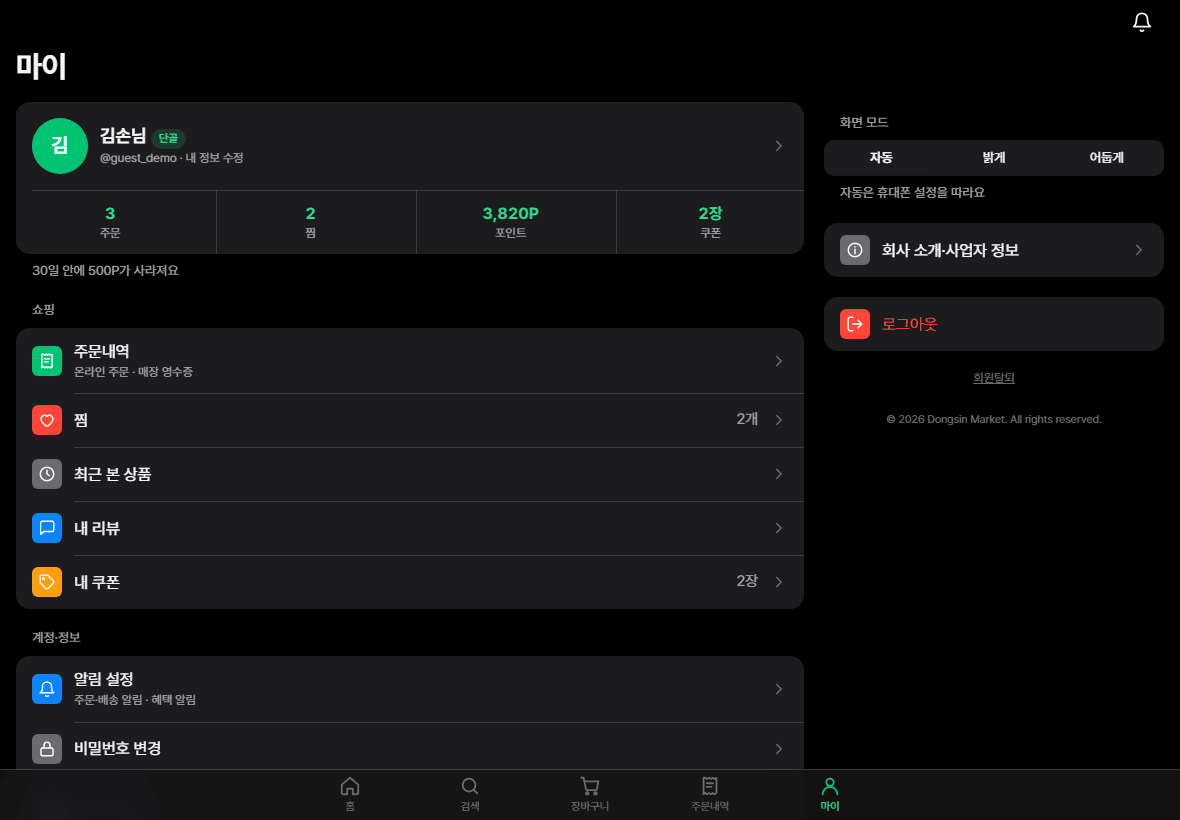 마이
김
김손님 단골
@guest_demo · 내 정보 수정
3
주문
2
찜
3,820P
포인트
2장
쿠폰
30일 안에 500P가 사라져요
쇼핑
주문내역
온라인 주문 · 매장 영수증
찜 2개
최근 본 상품
내 리뷰
내 쿠폰 2장
계정·정보
알림 설정
주문·배송 알림 · 혜택 알림
비밀번호 변경
화면 모드
자동 밝게 어둡게
자동은 휴대폰 설정을 따라요
회사 소개·사업자 정보
로그아웃
회원탈퇴
© 2026 Dongsin Market. All rights reserved.
홈 검색 장바구니 주문내역 마이